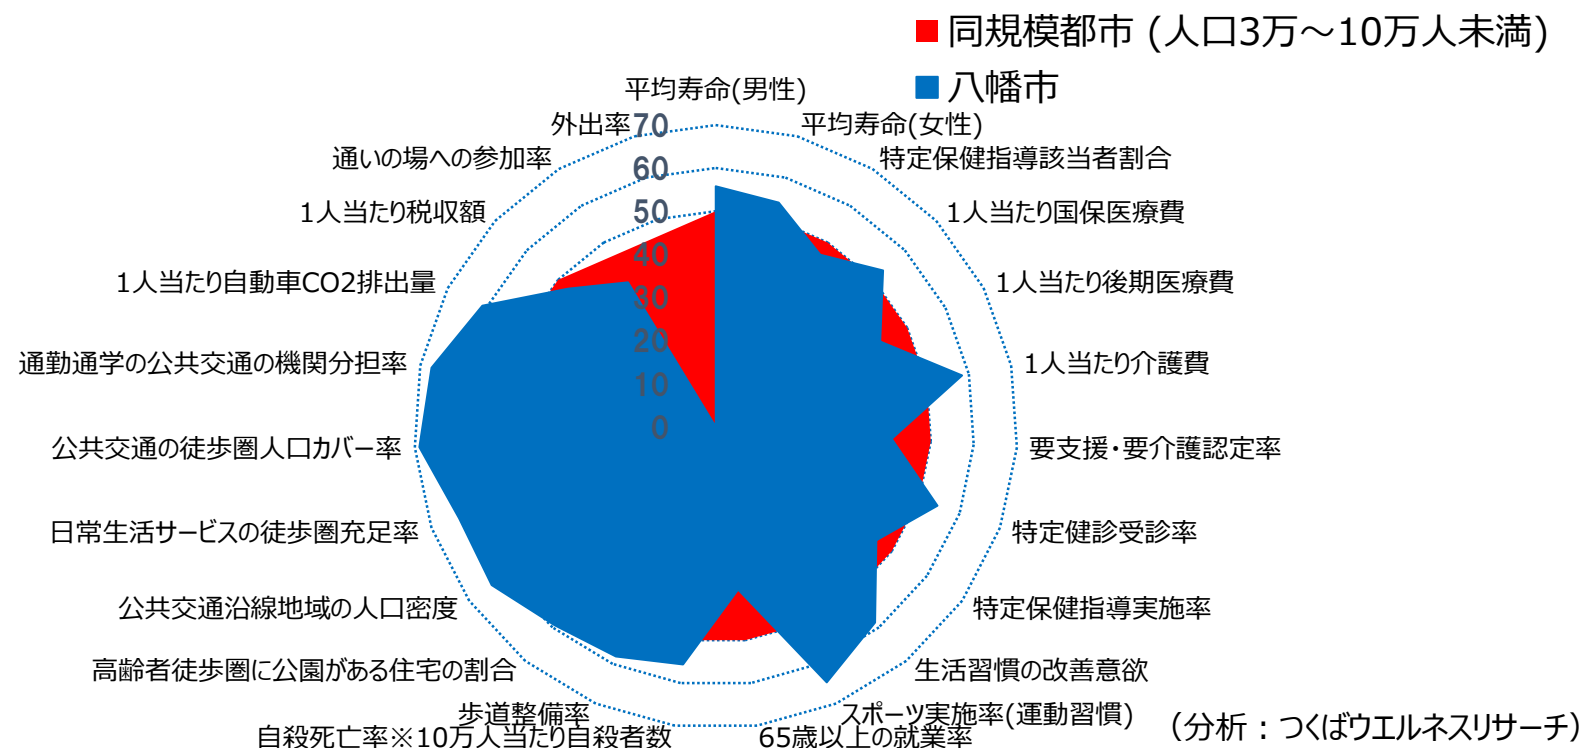 同規模都市 (人口3万～10万人未満)
八幡市
平均寿命(男性)
平均寿命(女性)
特定保健指導該当者割合
1人当たり国保医療費
1人当たり後期医療費
1人当たり介護費
要支援・要介護認定率
特定健診受診率
特定保健指導実施率
生活習慣の改善意欲
スポーツ実施率(運動習慣)
65歳以上の就業率
自殺死亡率※10万人当たり自殺者数
歩道整備率
高齢者徒歩圏に公園がある住宅の割合
公共交通沿線地域の人口密度
日常生活サービスの徒歩圏充足率
公共交通の徒歩圏人口カバー率
通勤通学の公共交通の機関分担率
1人当たり自動車CO2排出量
1人当たり税収額
通いの場への参加率
外出率
70
60
50
40
30
20
10
0
（分析：つくばウエルネスリサーチ）